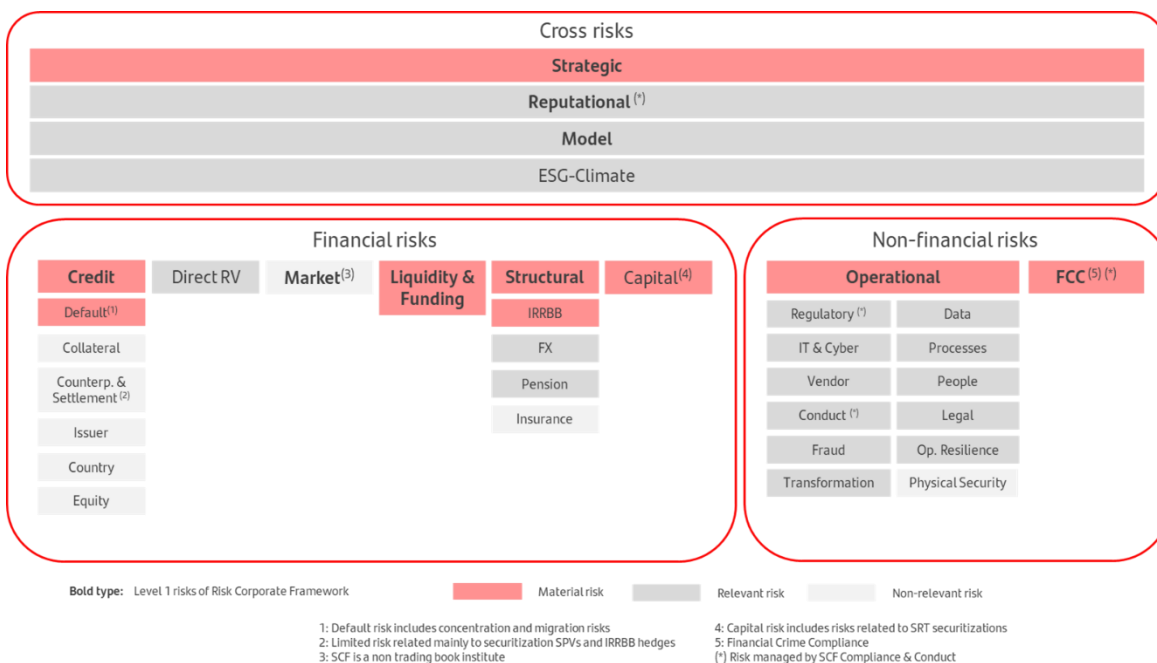 Cross risks
Strategic
Reputational (*)
Model
ESG-Climate
Financial risks
Credit
Default(1)
Collateral
Counterp. &
Settlement (2)
Issuer
Country
Equity
Direct RV
Market(3)
Liquidity &
Funding
Structural
IRRBB
FX
Pension
Insurance
Capital(4)
Non-financial risks
Operational
Regulatory (*)
Data
IT & Cyber
Processes
Vendor
People
Conduct (*)
Legal
Fraud
Op. Resilience
Transformation
Physical Security
FCC (5) (*)
Bold type: Level 1 risks of Risk Corporate Framework
Material risk
Relevant risk
Non-relevant risk
1: Default risk includes concentration and migration risks
2: Limited risk related mainly to securitization SPVs and IRRBB hedges
3: SCF is a non trading book institute
4: Capital risk includes risks related to SRT securitizations
5: Financial Crime Compliance
(*) Risk managed by SCF Compliance & Conduct